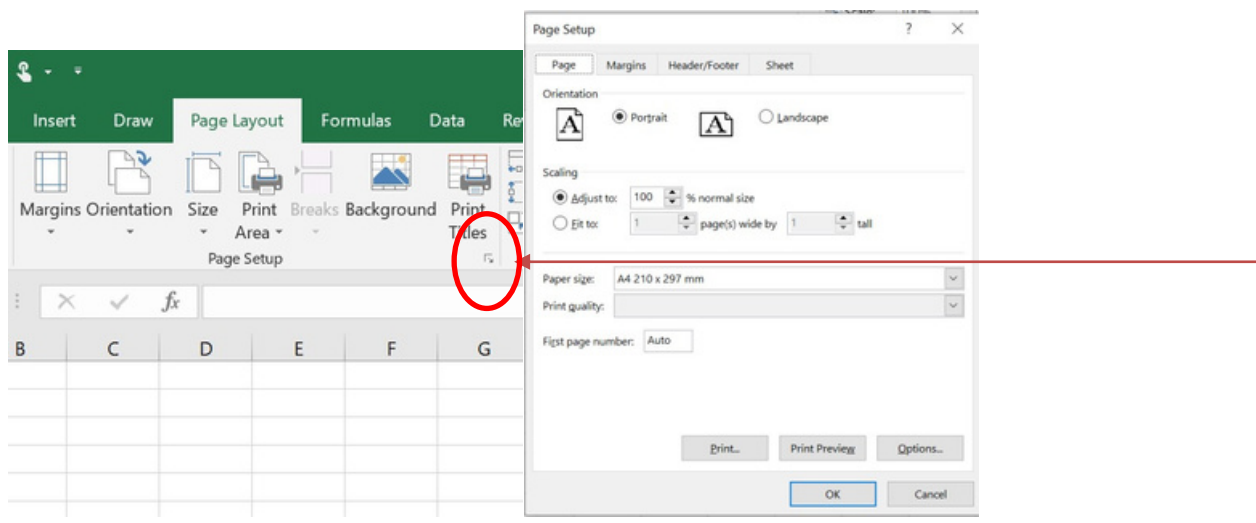 Insert Draw Page Layout Formulas Data Re
Margins Orientation Size Print Area Breaks Background Print Titles
Page Setup
fx
B C D E F G
Page Setup ?
Page Margins Header/Footer Sheet
Orientation
A Portrait A Landscape
Scaling
Adjust to: 100 % normal size
Fit to: 1 page(s) wide by 1 tall
Paper size: A4 210 x 297 mm
Print quality:
First page number: Auto
Print... Print Preview Options...
OK Cancel